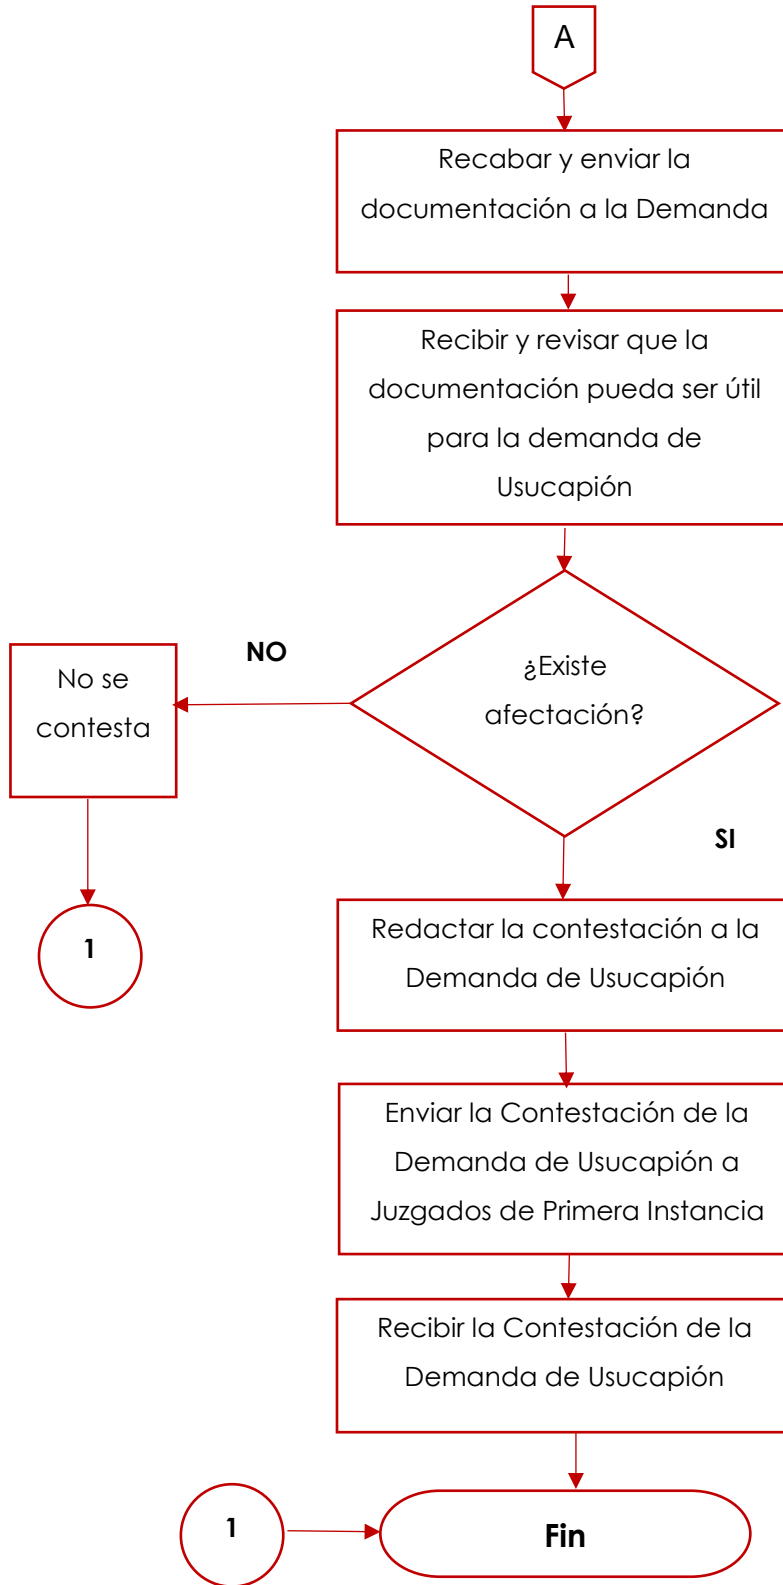 A
Recabar y enviar la
documentación a la Demanda
Recibir y revisar que la
documentación pueda ser útil
para la demanda de
Usucapión
¿Existe
afectación?
NO
No se
contesta
1
SI
Redactar la contestación a la
Demanda de Usucapión
Enviar la Contestación de la
Demanda de Usucapión a
Juzgados de Primera Instancia
Recibir la Contestación de la
Demanda de Usucapión
1
Fin